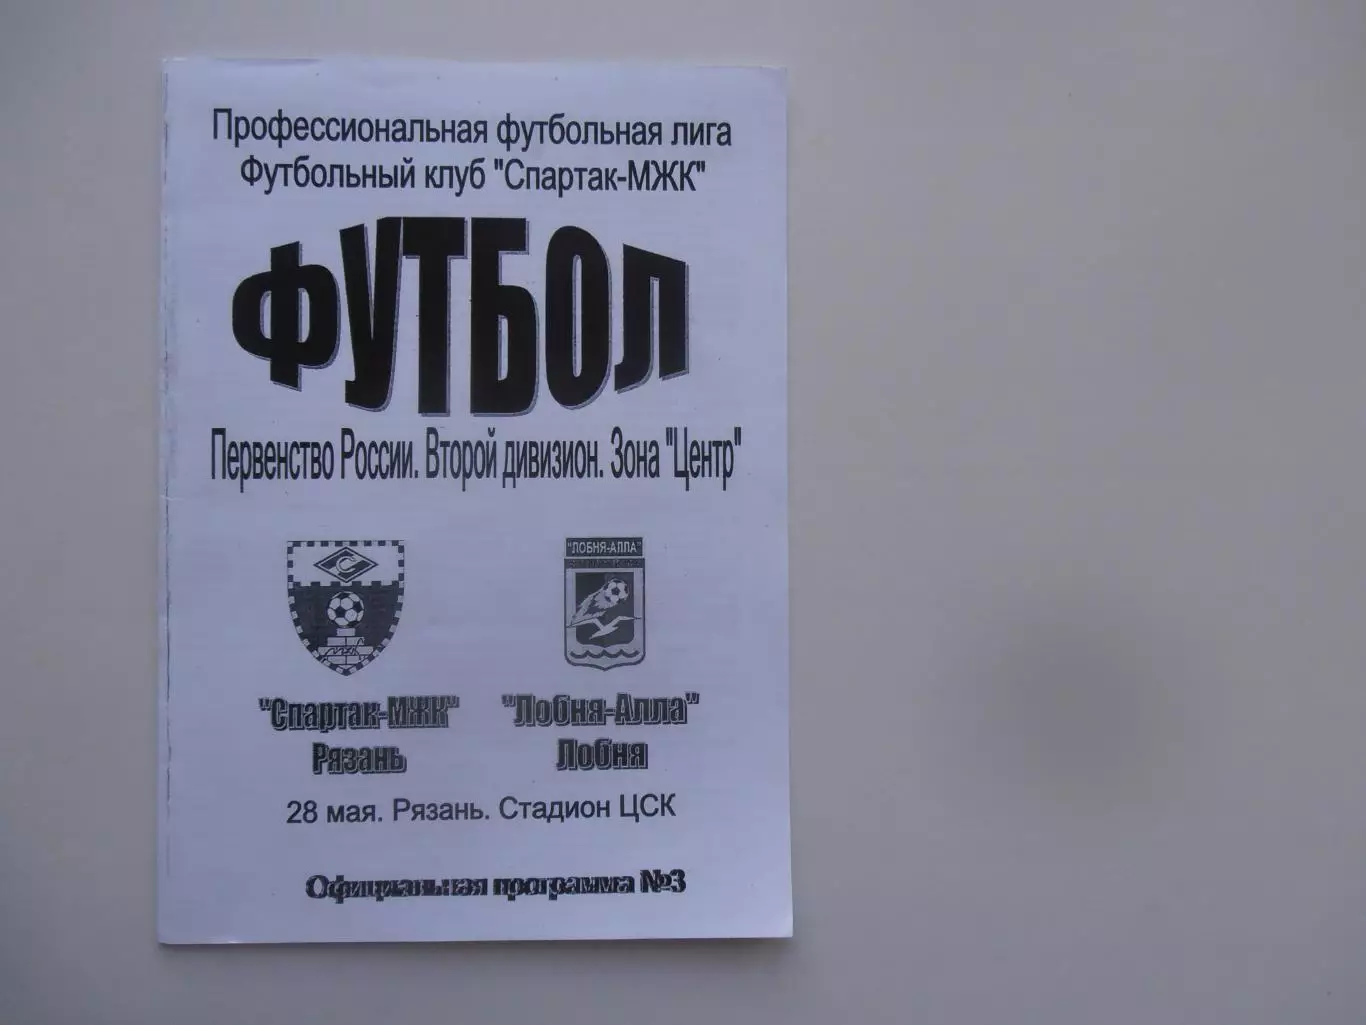 Профессиональная футбольная лига
Футбольный клуб "Спартак-МЖК"
ФУТБОЛ
Первенство России. Второй дивизион. Зона "Центр"
"ЛОБНЯ-АЛЛА"
С
МЖК
"Спартак-МЖК"
Рязань
"Лобня-Алла"
Лобня
28 мая. Рязань. Стадион ЦСК
Официальная программа №3